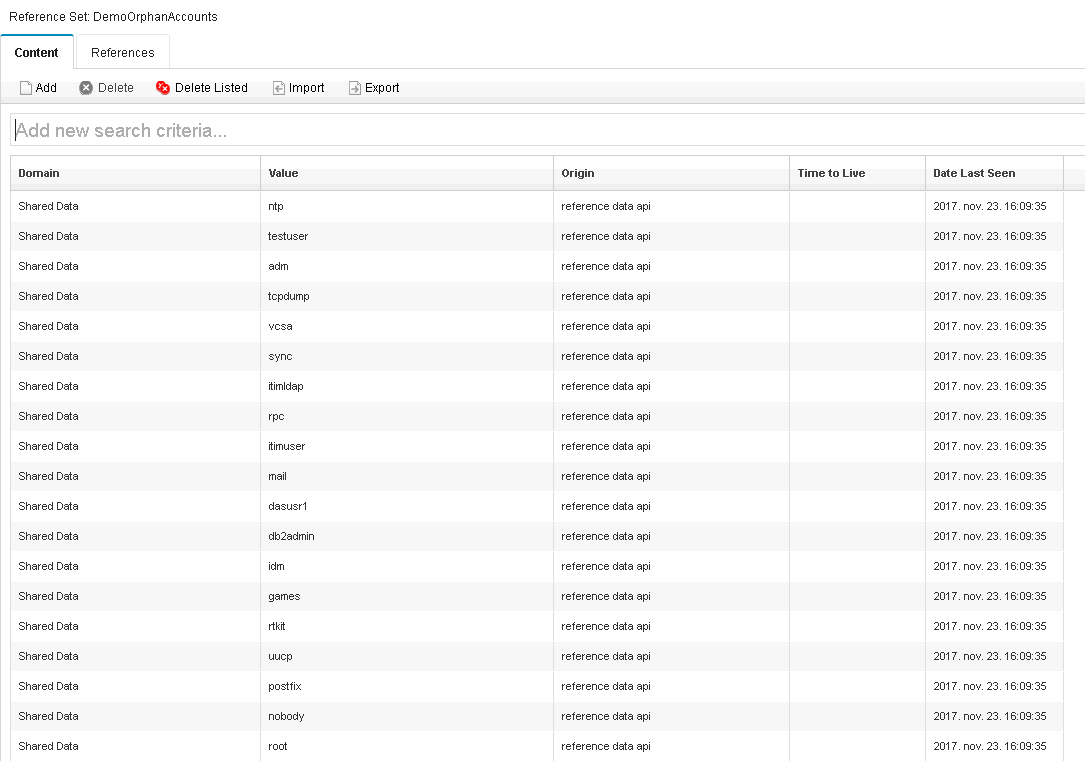 Reference Set: DemoOrphanAccounts
Content References
Add Delete Delete Listed Import Export
Add new search criteria...
Domain Value Origin Time to Live Date Last Seen
Shared Data ntp reference data api 2017. nov. 23. 16:09:35
Shared Data testuser reference data api 2017. nov. 23. 16:09:35
Shared Data adm reference data api 2017. nov. 23. 16:09:35
Shared Data tcpdump reference data api 2017. nov. 23. 16:09:35
Shared Data vcsa reference data api 2017. nov. 23. 16:09:35
Shared Data sync reference data api 2017. nov. 23. 16:09:35
Shared Data itimldap reference data api 2017. nov. 23. 16:09:35
Shared Data rpc reference data api 2017. nov. 23. 16:09:35
Shared Data itimuser reference data api 2017. nov. 23. 16:09:35
Shared Data mail reference data api 2017. nov. 23. 16:09:35
Shared Data dasusr1 reference data api 2017. nov. 23. 16:09:35
Shared Data db2admin reference data api 2017. nov. 23. 16:09:35
Shared Data idm reference data api 2017. nov. 23. 16:09:35
Shared Data games reference data api 2017. nov. 23. 16:09:35
Shared Data rtkit reference data api 2017. nov. 23. 16:09:35
Shared Data uucp reference data api 2017. nov. 23. 16:09:35
Shared Data postfix reference data api 2017. nov. 23. 16:09:35
Shared Data nobody reference data api 2017. nov. 23. 16:09:35
Shared Data root reference data api 2017. nov. 23. 16:09:35